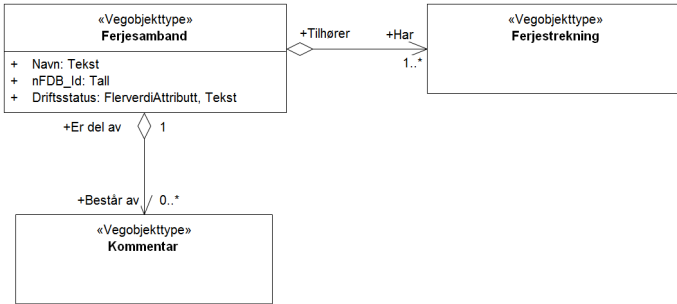 «Vegobjekttype»
Ferjesamband
+ Navn: Tekst
+ nFDB_Id: Tall
+ Driftsstatus: FlerverdiAttributt, Tekst
+Tilhører
+Har
1..*
«Vegobjekttype»
Ferjestrekning
+Er del av
1
+Består av
0..*
«Vegobjekttype»
Kommentar